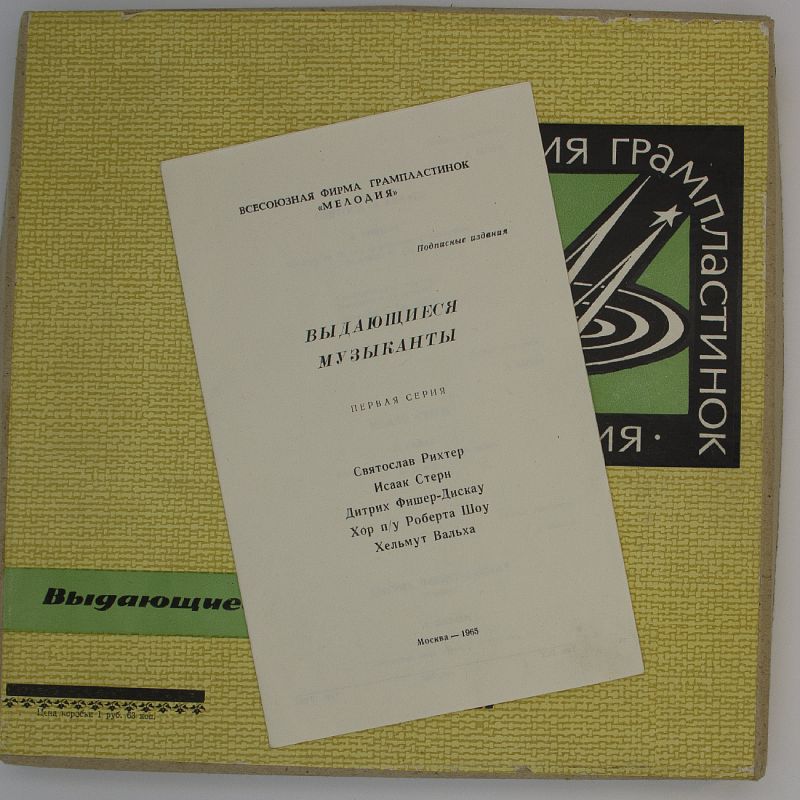 ВСЕСОЮЗНАЯ ФИРМА ГРАМПЛАСТИНОК
«МЕЛОДИЯ»
Подписные издания
ВЫДАЮЩИЕСЯ
МУЗЫКАНТЫ
ПЕРВАЯ СЕРИЯ
Святослав Рихтер
Исаак Стерн
Дитрих Фишер-Дискау
Хор п/у Роберта Шоу
Хельмут Вальха
Москва — 1965
ИЯ ГРАМПЛАСТИНОК
ИЯ ·
Выдающие
Цена коробки 1 руб. 63 коп.